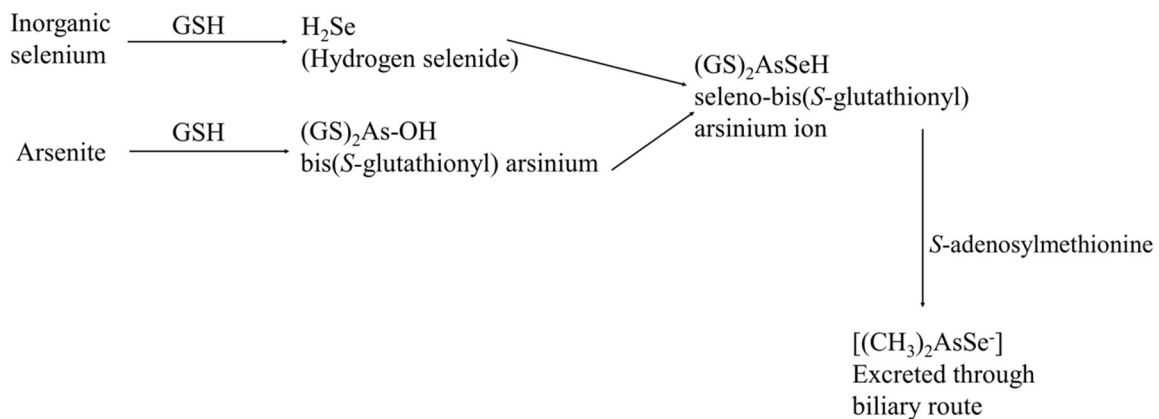 Inorganic
selenium
GSH
H₂Se
(Hydrogen selenide)
Arsenite
GSH
(GS)₂As-OH
bis(S-glutathionyl) arsinium
(GS)₂AsSeH
seleno-bis(S-glutathionyl)
arsinium ion
S-adenosylmethionine
[(CH₃)₂AsSe⁻]
Excreted through
biliary route